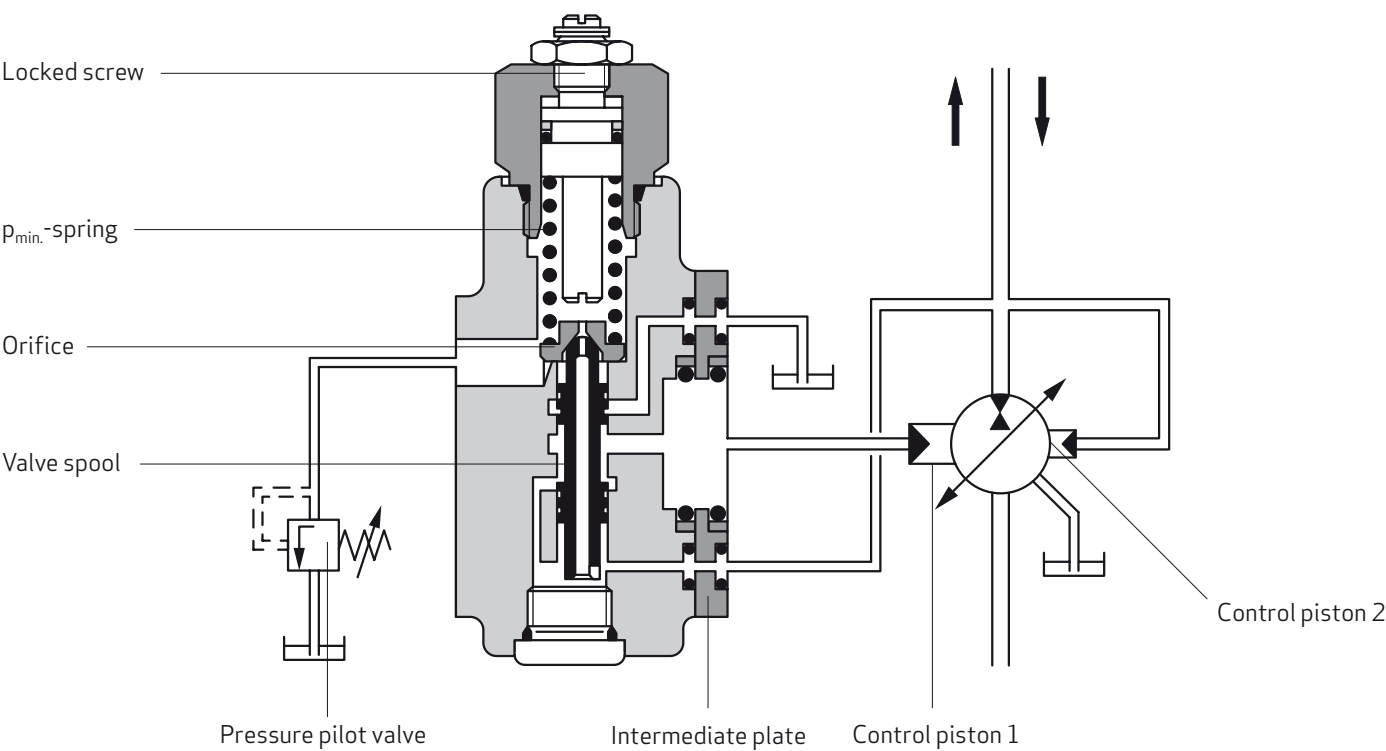 Locked screw
pmin.-spring
Orifice
Valve spool
Control piston 2
Pressure pilot valve
Intermediate plate
Control piston 1